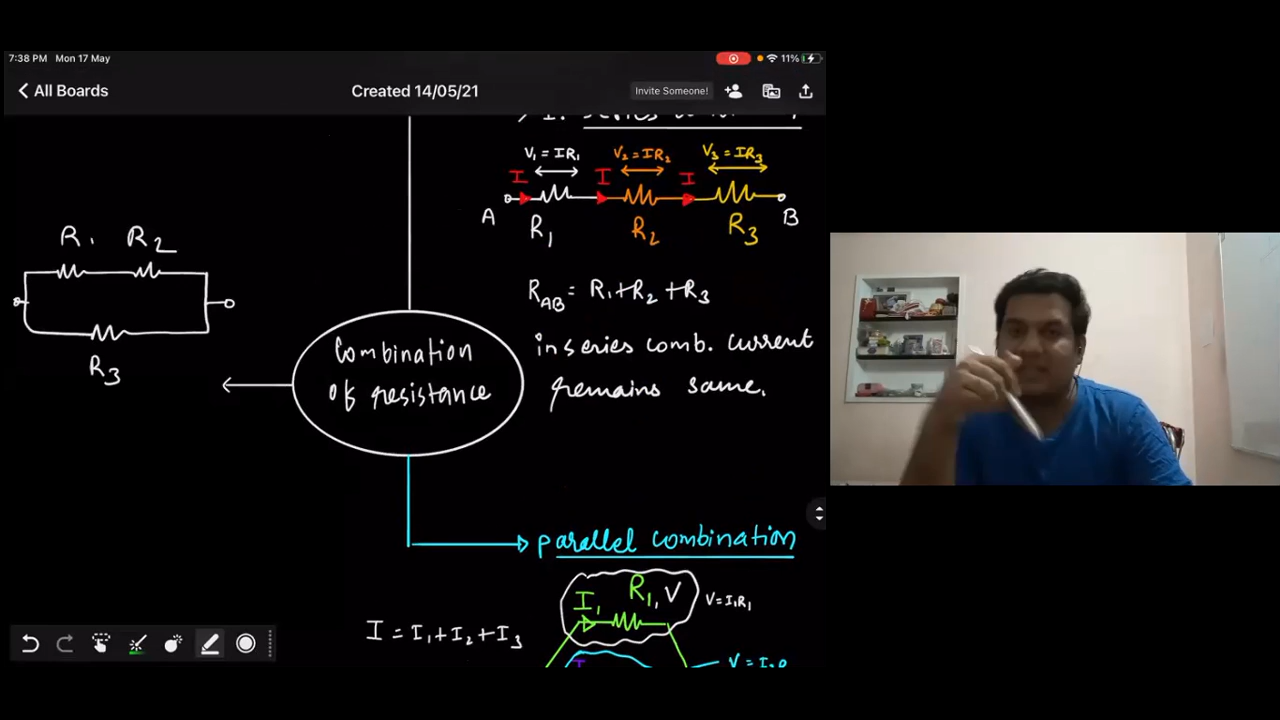 7:38 PM Mon 17 May
11%
All Boards
Created 14/05/21
Invite Someone!
V₁ = IR₁
V₂ = IR₂
V₃ = IR₃
I
I
I
A
B
R₁
R₂
R₃
R₁ R₂
R₃
R_AB = R₁+R₂+R₃
Combination
of resistance
in series comb. current
remains same.
parallel combination
I₁
R₁, V
V = I₁R₁
I = I₁+I₂+I₃